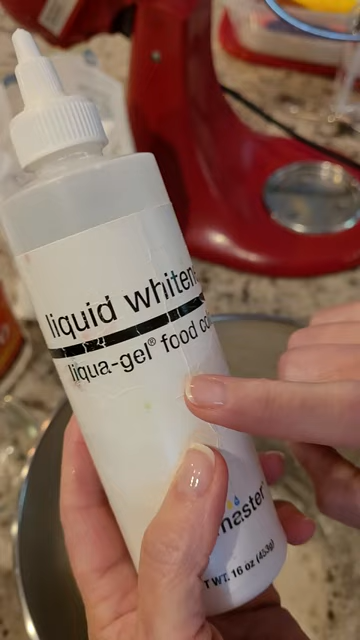 liquid whiten
liqua-gel® food co
master
T WT. 16 oz (453g)